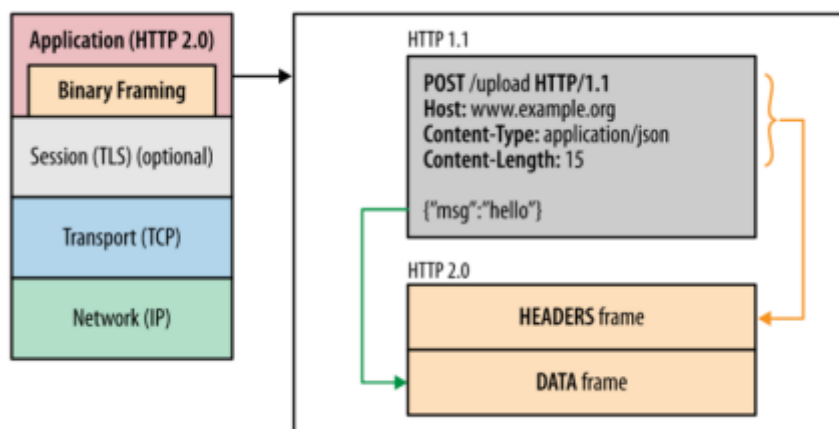 Application (HTTP 2.0)
Binary Framing
Session (TLS) (optional)
Transport (TCP)
Network (IP)
HTTP 1.1
POST /upload HTTP/1.1
Host: www.example.org
Content-Type: application/json
Content-Length: 15
{"msg":"hello"}
HTTP 2.0
HEADERS frame
DATA frame